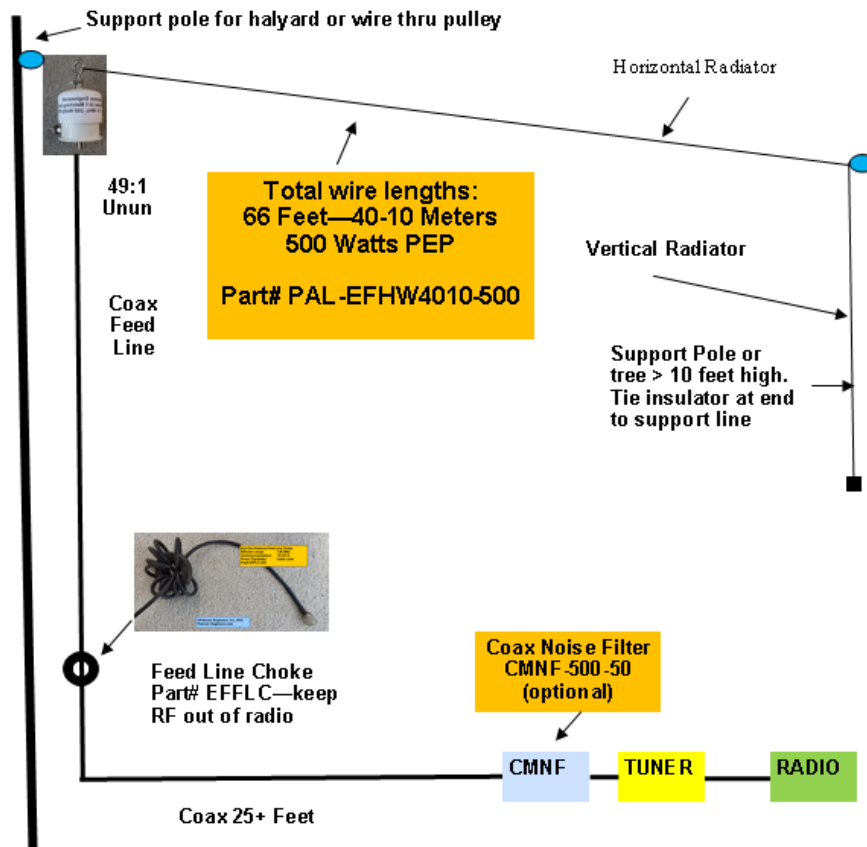 Support pole for halyard or wire thru pulley
Horizontal Radiator
49:1
Unun
Total wire lengths:
66 Feet—40-10 Meters
500 Watts PEP
Part# PAL-EFHW4010-500
Vertical Radiator
Coax
Feed
Line
Support Pole or
tree > 10 feet high.
Tie insulator at end
to support line
Feed Line Choke
Part# EFFLC—keep
RF out of radio
Coax Noise Filter
CMNF-500-50
(optional)
CMNF
TUNER
RADIO
Coax 25+ Feet